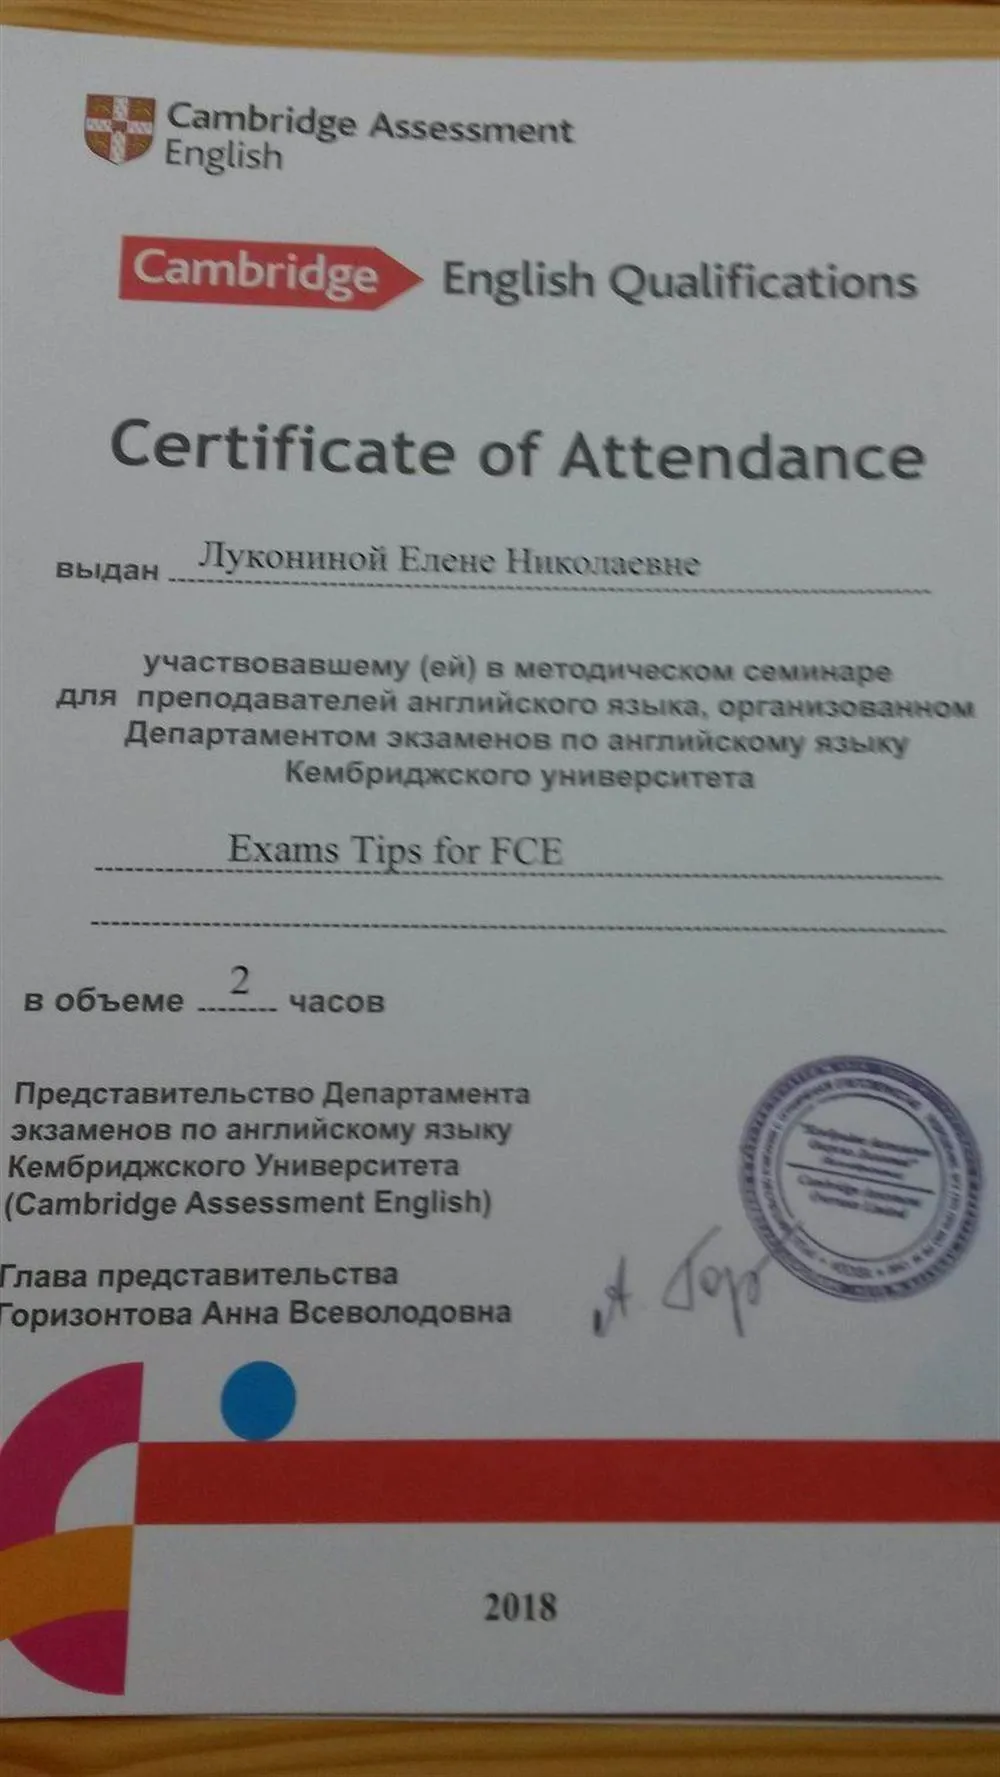 Cambridge Assessment
English
Cambridge English Qualifications
Certificate of Attendance
выдан Лукониной Елене Николаевне
участвовавшему (ей) в методическом семинаре
для преподавателей английского языка, организованном
Департаментом экзаменов по английскому языку
Кембриджского университета
Exams Tips for FCE
в объеме 2 часов
Представительство Департамента
экзаменов по английскому языку
Кембриджского Университета
(Cambridge Assessment English)
Глава представительства
Горизонтова Анна Всеволодовна
2018